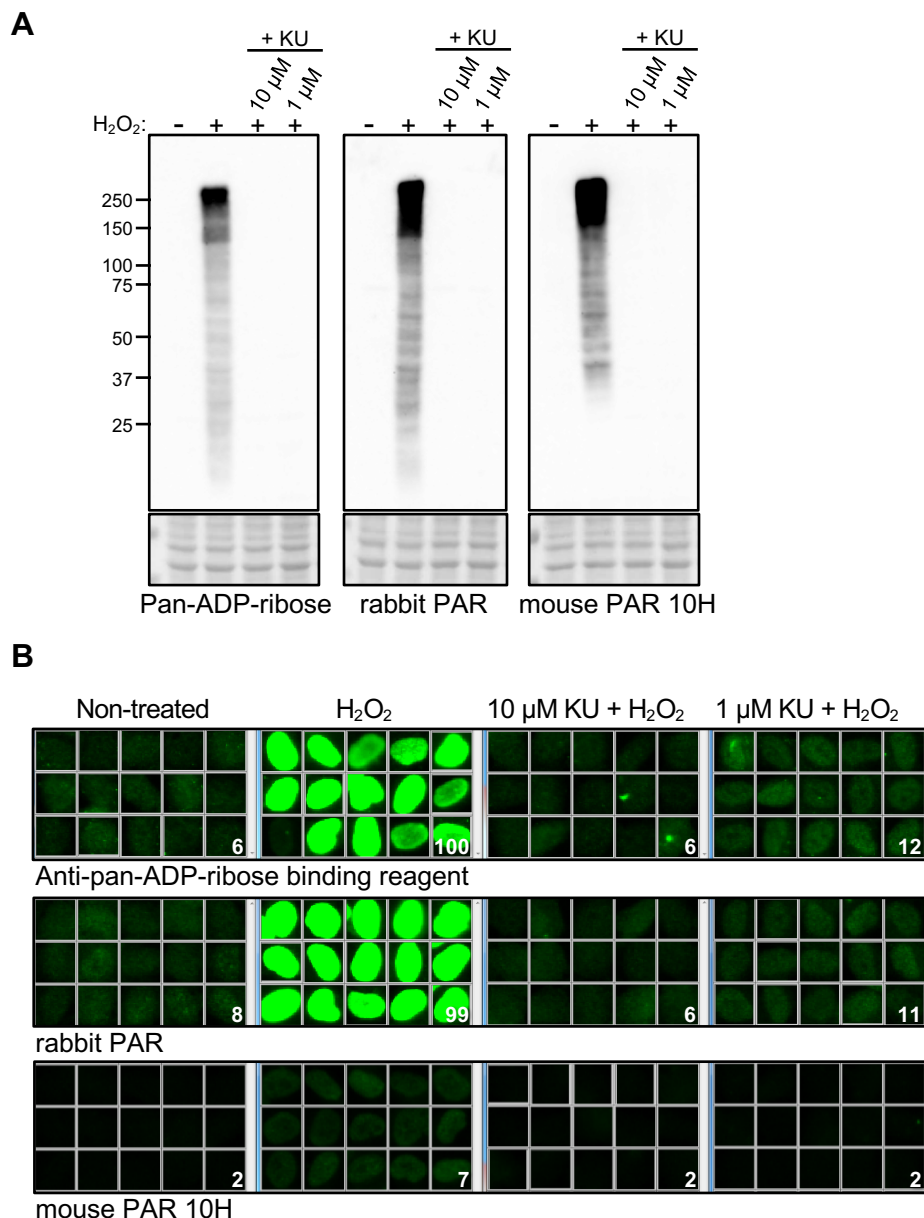 A
+ KU + KU + KU
10 µM 1 µM 10 µM 1 µM 10 µM 1 µM
H₂O₂: - + + + - + + + - + + +
250
150
100
75
50
37
25
Pan-ADP-ribose rabbit PAR mouse PAR 10H
B
Non-treated H₂O₂ 10 µM KU + H₂O₂ 1 µM KU + H₂O₂
6 100 6 12
Anti-pan-ADP-ribose binding reagent
8 99 6 11
rabbit PAR
2 7 2 2
mouse PAR 10H